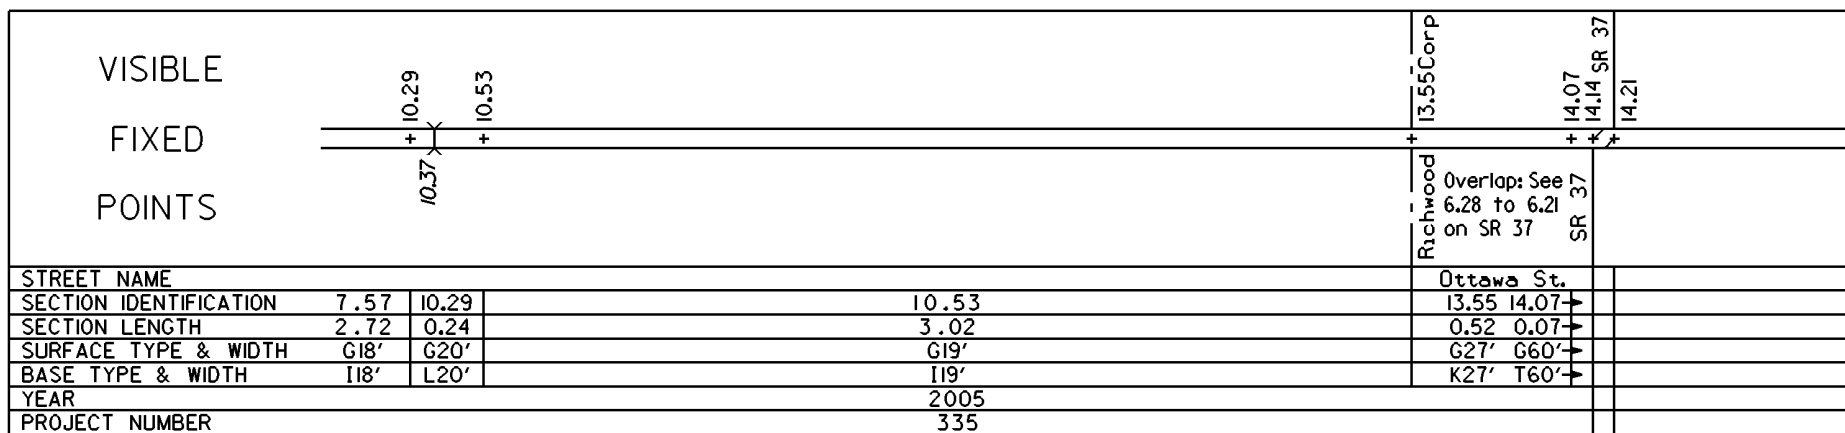 VISIBLE
FIXED
POINTS
10.29
10.37
10.53
13.55 Corp
Richwood
Overlap: See
6.28 to 6.21
on SR 37
14.07
14.14
SR 37
SR 37
14.21
STREET NAME Ottawa St.
SECTION IDENTIFICATION 7.57 10.29 10.53 13.55 14.07
SECTION LENGTH 2.72 0.24 3.02 0.52 0.07
SURFACE TYPE & WIDTH G18' G20' G19' G27' G60'
BASE TYPE & WIDTH I18' L20' I19' K27' T60'
YEAR 2005
PROJECT NUMBER 335